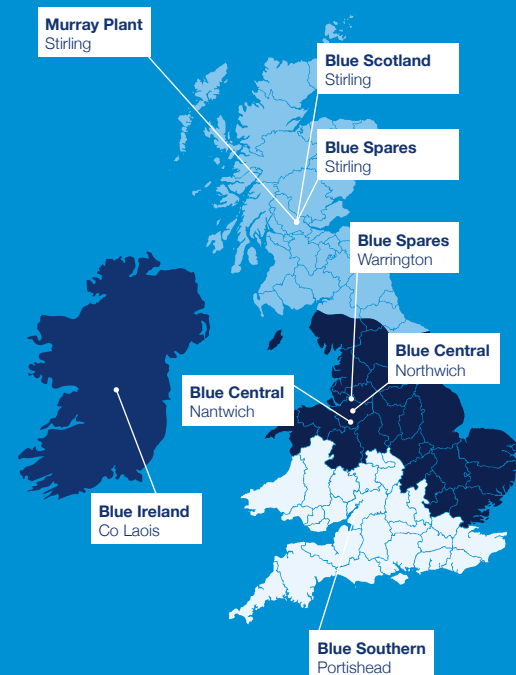 Murray Plant
Stirling
Blue Scotland
Stirling
Blue Spares
Stirling
Blue Spares
Warrington
Blue Central
Northwich
Blue Central
Nantwich
Blue Ireland
Co Laois
Blue Southern
Portishead